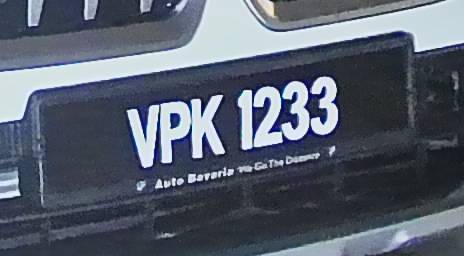 VPK 1233
Auto Bavaria We Go The Distance